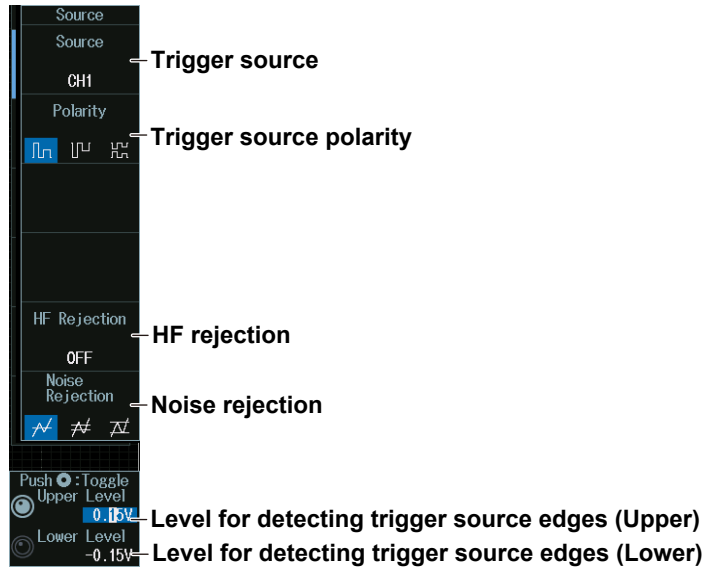 Source
Source
Trigger source
CH1
Polarity
Trigger source polarity
HF Rejection
HF rejection
OFF
Noise
Rejection
Noise rejection
Push :Toggle
Upper Level
0.15V
Level for detecting trigger source edges (Upper)
Lower Level
-0.15V
Level for detecting trigger source edges (Lower)